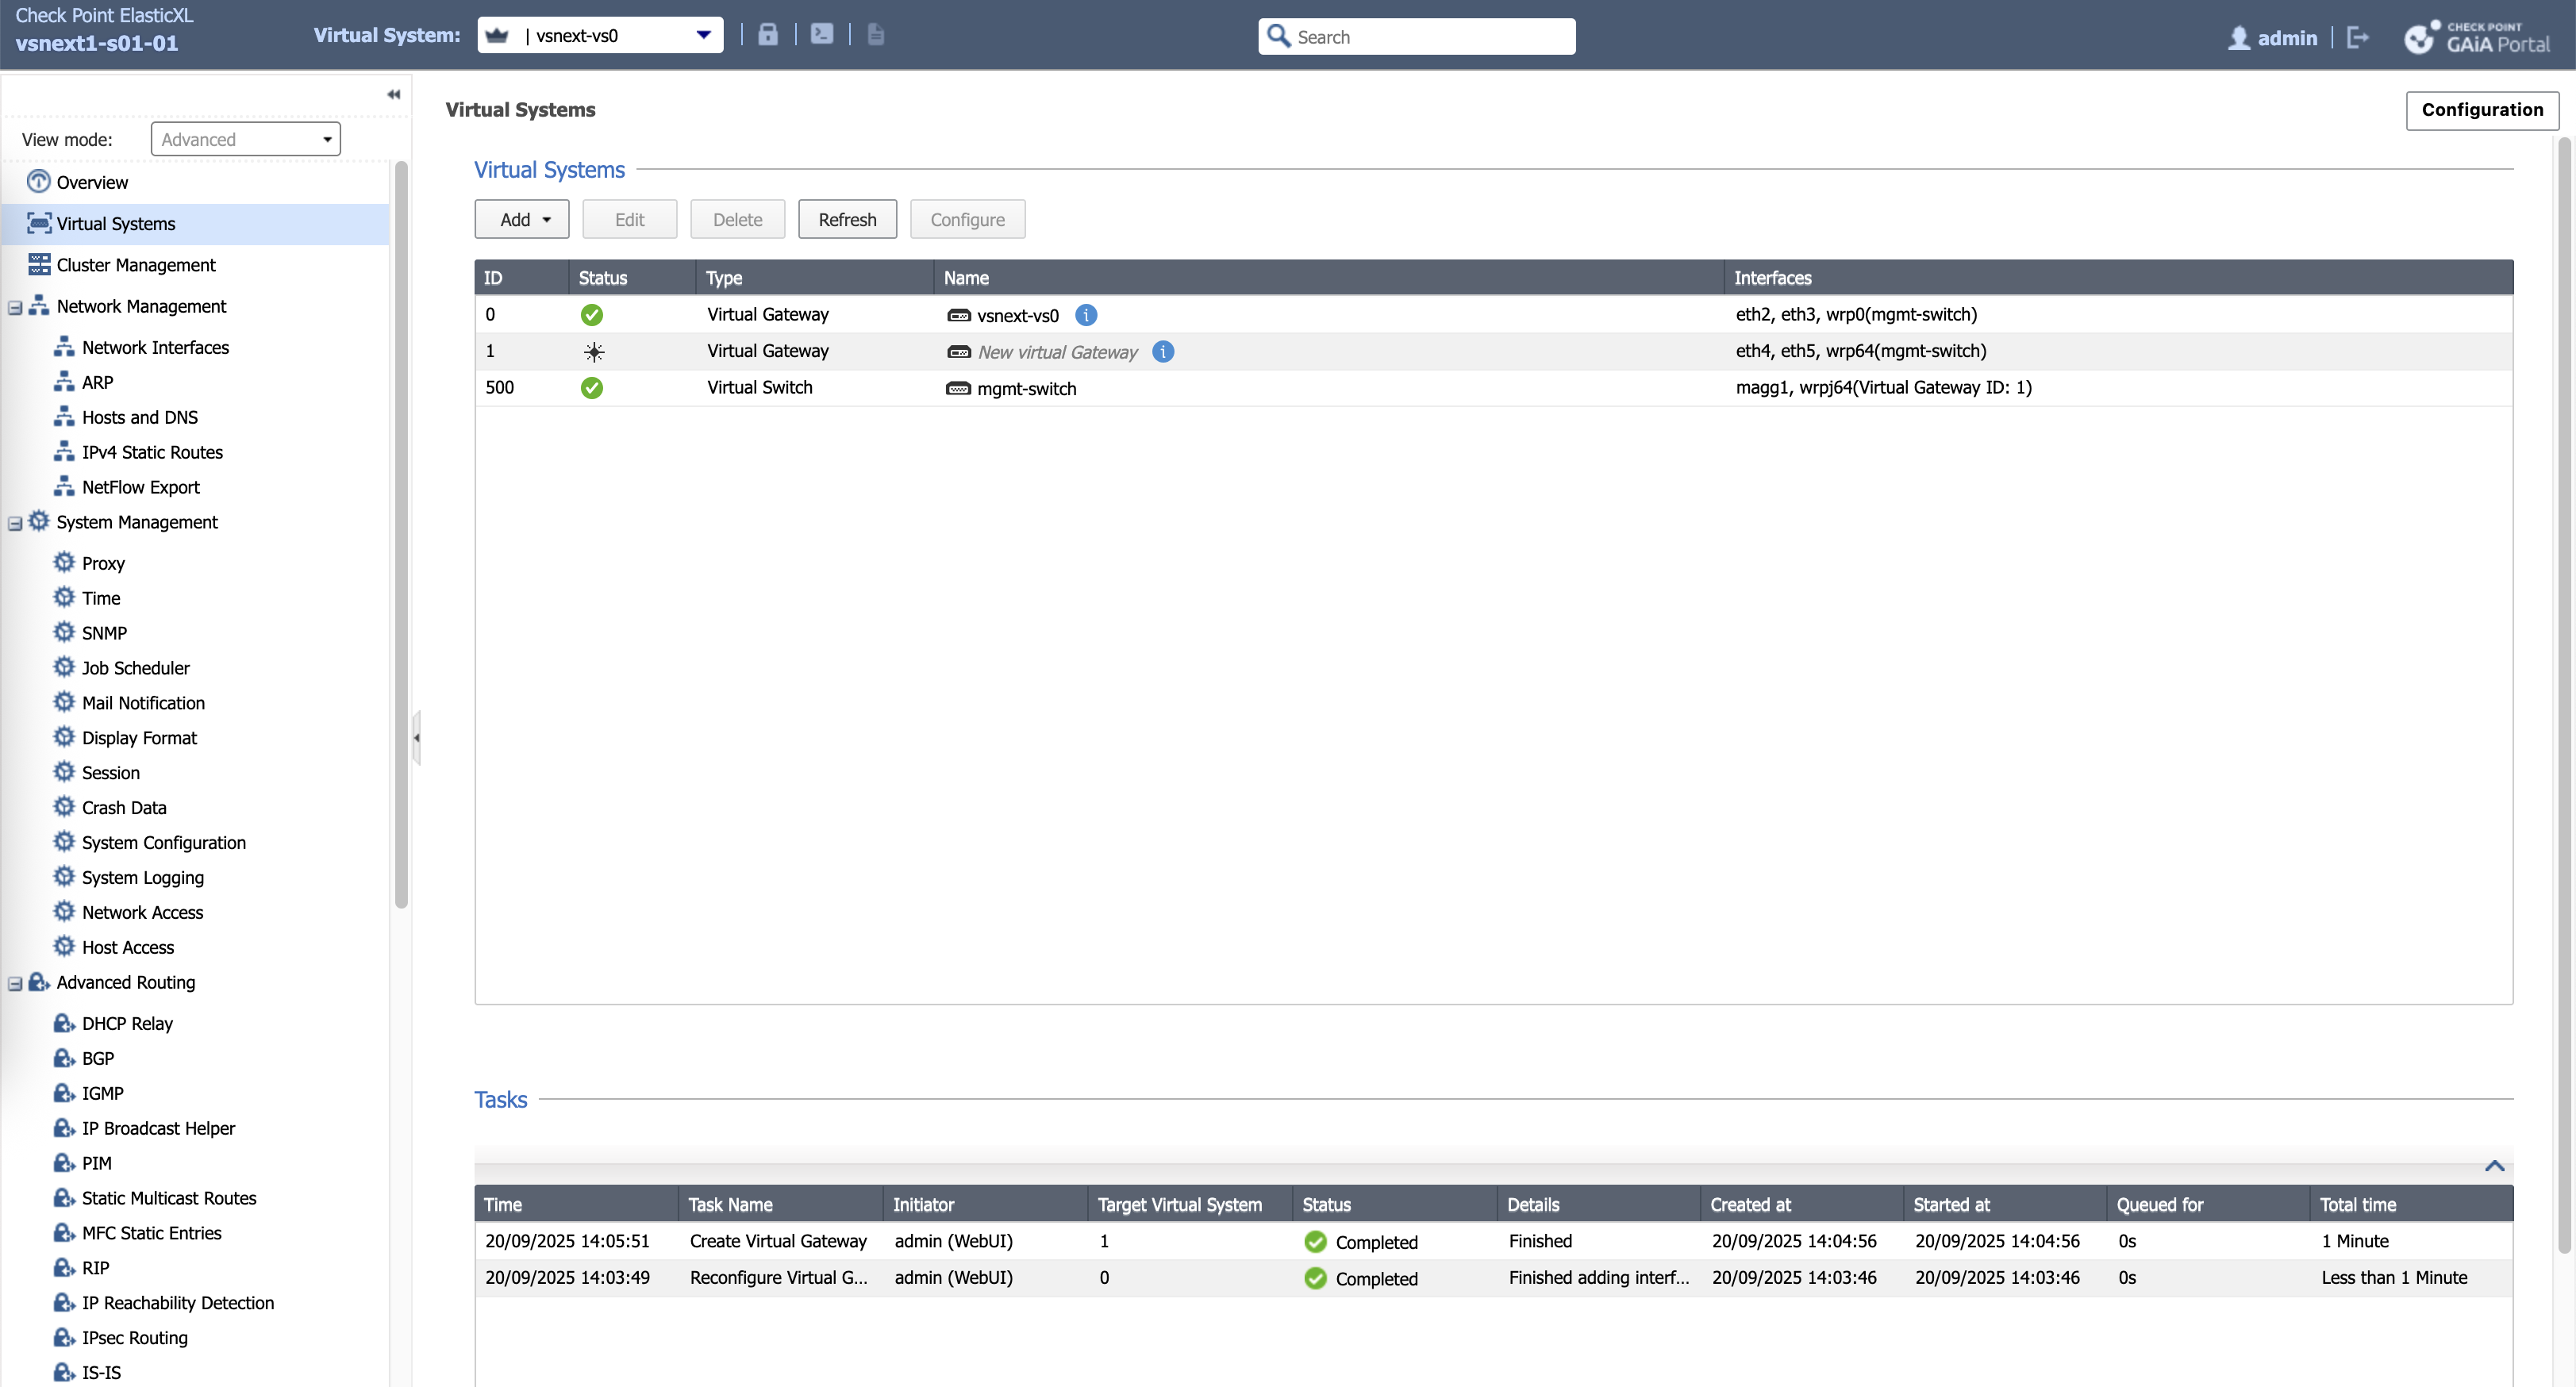 Check Point ElasticXL
vsnext1-s01-01
Virtual System:
| vsnext-vs0
Search
admin
CHECK POINT
GAiA Portal
View mode:
Advanced
Overview
Virtual Systems
Cluster Management
Network Management
Network Interfaces
ARP
Hosts and DNS
IPv4 Static Routes
NetFlow Export
System Management
Proxy
Time
SNMP
Job Scheduler
Mail Notification
Display Format
Session
Crash Data
System Configuration
System Logging
Network Access
Host Access
Advanced Routing
DHCP Relay
BGP
IGMP
IP Broadcast Helper
PIM
Static Multicast Routes
MFC Static Entries
RIP
IP Reachability Detection
IPsec Routing
IS-IS
Virtual Systems
Configuration
Virtual Systems
Add Edit Delete Refresh Configure
ID Status Type Name Interfaces
0 Virtual Gateway vsnext-vs0 eth2, eth3, wrp0(mgmt-switch)
1 Virtual Gateway New virtual Gateway eth4, eth5, wrp64(mgmt-switch)
500 Virtual Switch mgmt-switch magg1, wrpj64(Virtual Gateway ID: 1)
Tasks
Time Task Name Initiator Target Virtual System Status Details Created at Started at Queued for Total time
20/09/2025 14:05:51 Create Virtual Gateway admin (WebUI) 1 Completed Finished 20/09/2025 14:04:56 20/09/2025 14:04:56 0s 1 Minute
20/09/2025 14:03:49 Reconfigure Virtual G... admin (WebUI) 0 Completed Finished adding interf... 20/09/2025 14:03:46 20/09/2025 14:03:46 0s Less than 1 Minute